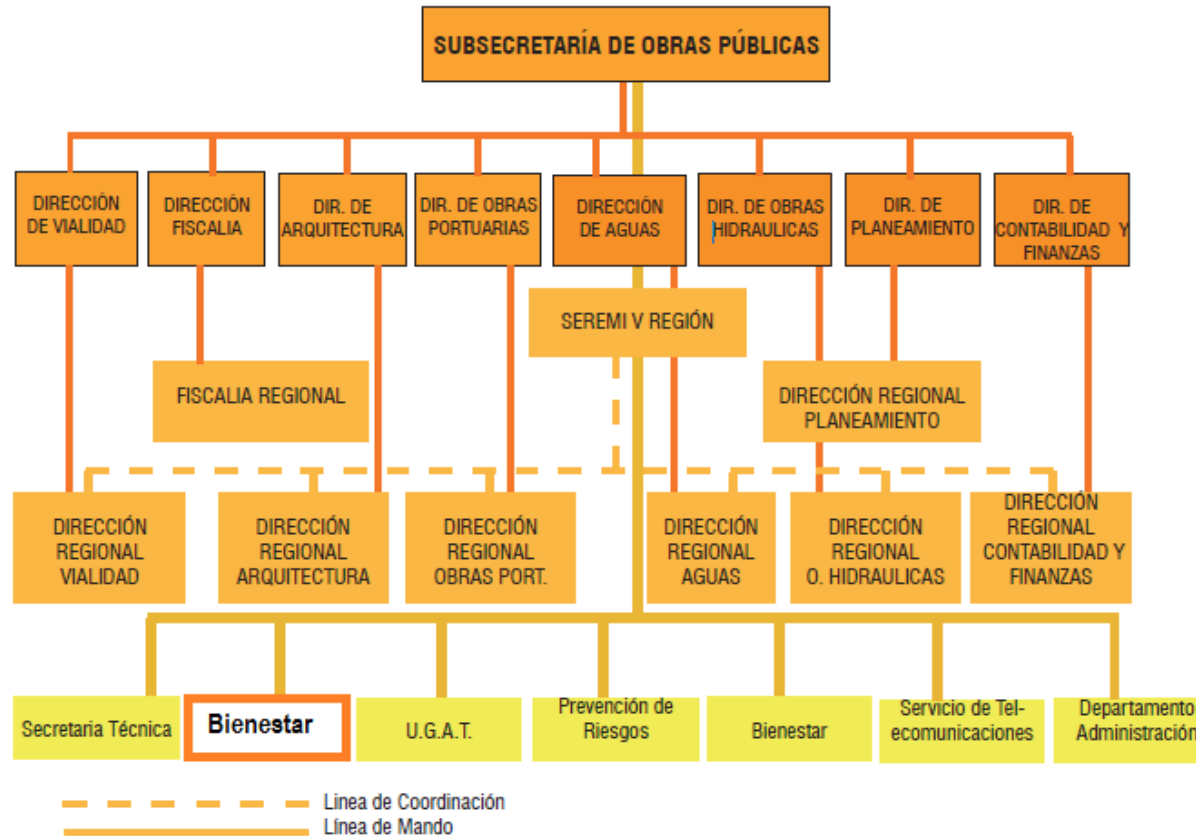 SUBSECRETARÍA DE OBRAS PÚBLICAS
DIRECCIÓN
DE VIALIDAD
DIRECCIÓN
FISCALIA
DIR. DE
ARQUITECTURA
DIR. DE OBRAS
PORTUARIAS
DIRECCIÓN
DE AGUAS
DIR. DE OBRAS
HIDRAULICAS
DIR. DE
PLANEAMIENTO
DIR. DE
CONTABILIDAD Y
FINANZAS
SEREMI V REGIÓN
FISCALIA REGIONAL
DIRECCIÓN REGIONAL
PLANEAMIENTO
DIRECCIÓN
REGIONAL
VIALIDAD
DIRECCIÓN
REGIONAL
ARQUITECTURA
DIRECCIÓN
REGIONAL
OBRAS PORT.
DIRECCIÓN
REGIONAL
AGUAS
DIRECCIÓN
REGIONAL
O. HIDRAULICAS
DIRECCIÓN
REGIONAL
CONTABILIDAD Y
FINANZAS
Secretaria Técnica
Bienestar
U.G.A.T.
Prevención de
Riesgos
Bienestar
Servicio de Tel-
ecomunicaciones
Departamento
Administración
Linea de Coordinación
Línea de Mando